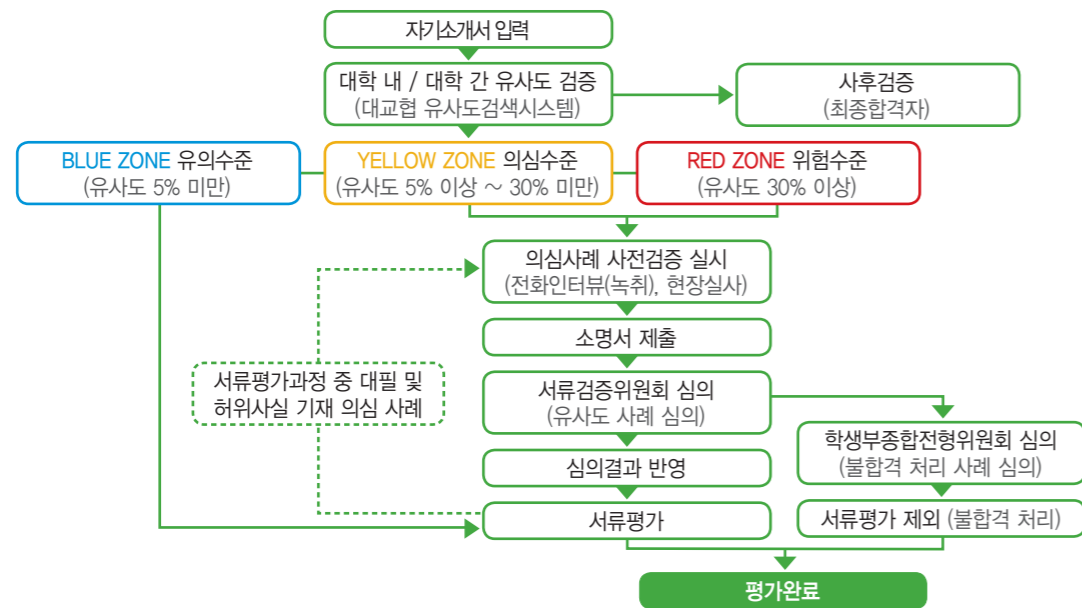 자기소개서 입력
대학 내 / 대학 간 유사도 검증
(대교협 유사도검색시스템)
사후검증
(최종합격자)
BLUE ZONE 유의수준
(유사도 5% 미만)
YELLOW ZONE 의심수준
(유사도 5% 이상 ~ 30% 미만)
RED ZONE 위험수준
(유사도 30% 이상)
의심사례 사전검증 실시
(전화인터뷰(녹취), 현장실사)
소명서 제출
서류평가과정 중 대필 및
허위사실 기재 의심 사례
서류검증위원회 심의
(유사도 사례 심의)
학생부종합전형위원회 심의
(불합격 처리 사례 심의)
심의결과 반영
서류평가
서류평가 제외 (불합격 처리)
평가완료